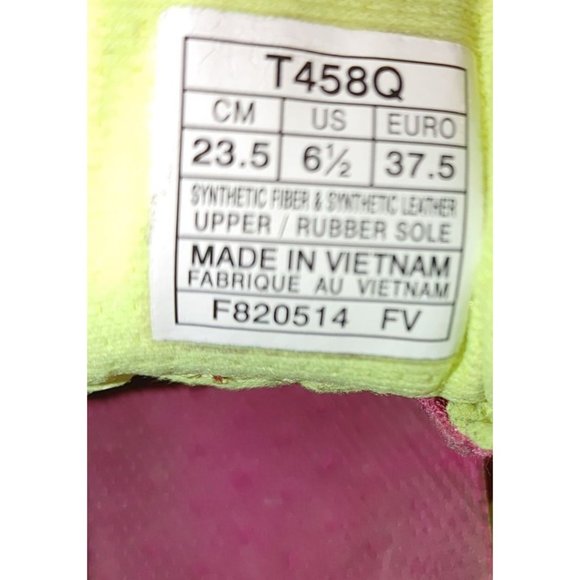 T458Q
CM US EURO
23.5 6½ 37.5
SYNTHETIC FIBER & SYNTHETIC LEATHER
UPPER / RUBBER SOLE
MADE IN VIETNAM
FABRIQUE AU VIETNAM
F820514 FV